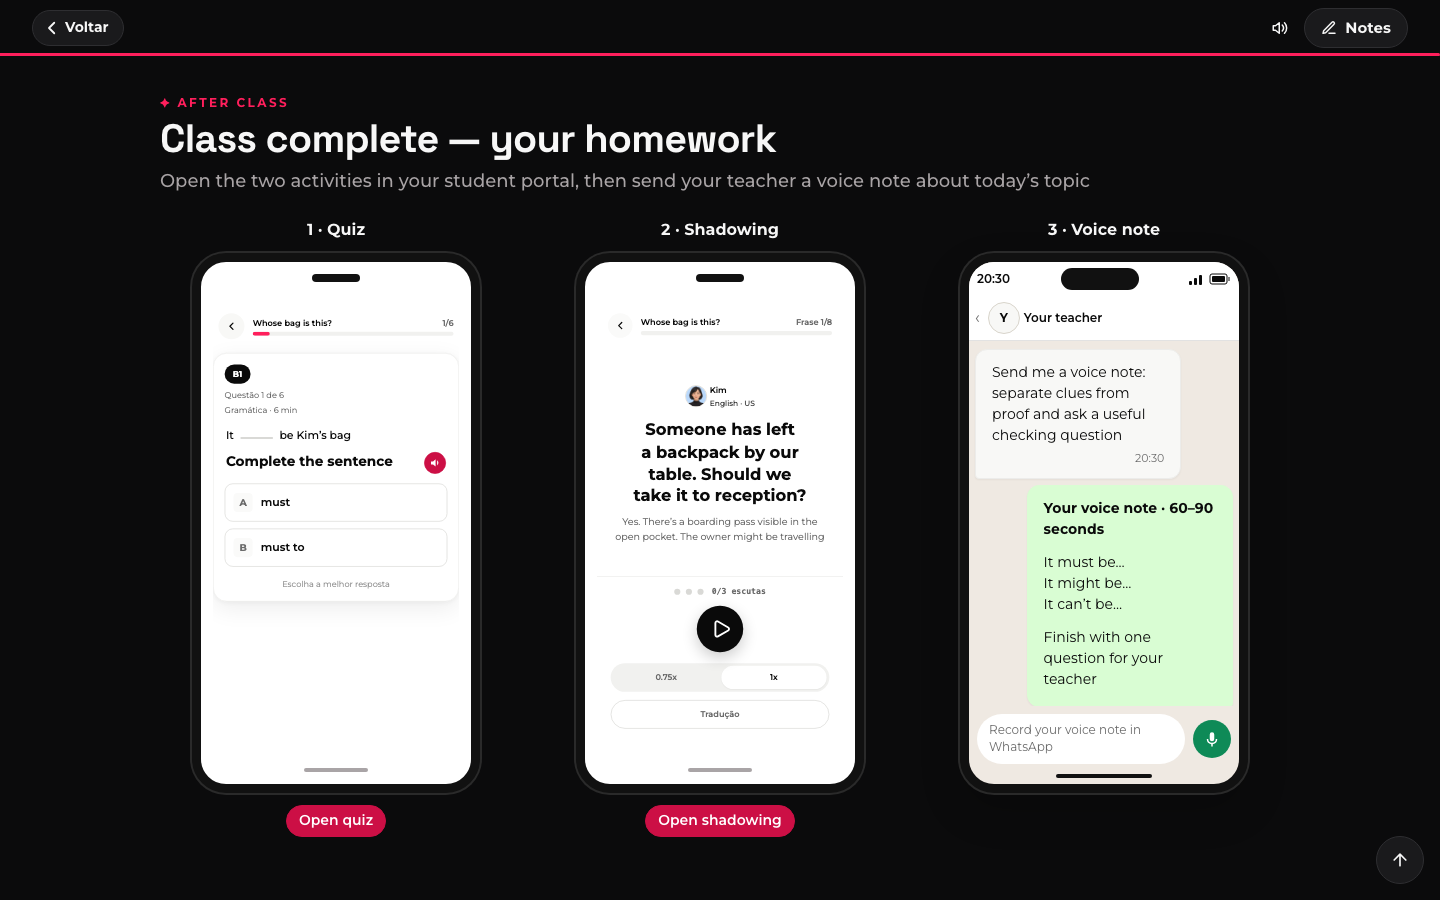 Voltar
Notes
AFTER CLASS
Class complete — your homework
Open the two activities in your student portal, then send your teacher a voice note about today’s topic
1 · Quiz
Whose bag is this?
1/6
B1
Questão 1 de 6
Gramática · 6 min
It ____ be Kim’s bag
Complete the sentence
A must
B must to
Escolha a melhor resposta
Open quiz
2 · Shadowing
Whose bag is this?
Frase 1/8
Kim
English · US
Someone has left
a backpack by our
table. Should we
take it to reception?
Yes. There’s a boarding pass visible in the
open pocket. The owner might be travelling
0/3 escutas
0.75x
1x
Tradução
Open shadowing
3 · Voice note
20:30
Y
Your teacher
Send me a voice note:
separate clues from
proof and ask a useful
checking question
20:30
Your voice note · 60–90
seconds
It must be…
It might be…
It can’t be…
Finish with one
question for your
teacher
Record your voice note in
WhatsApp